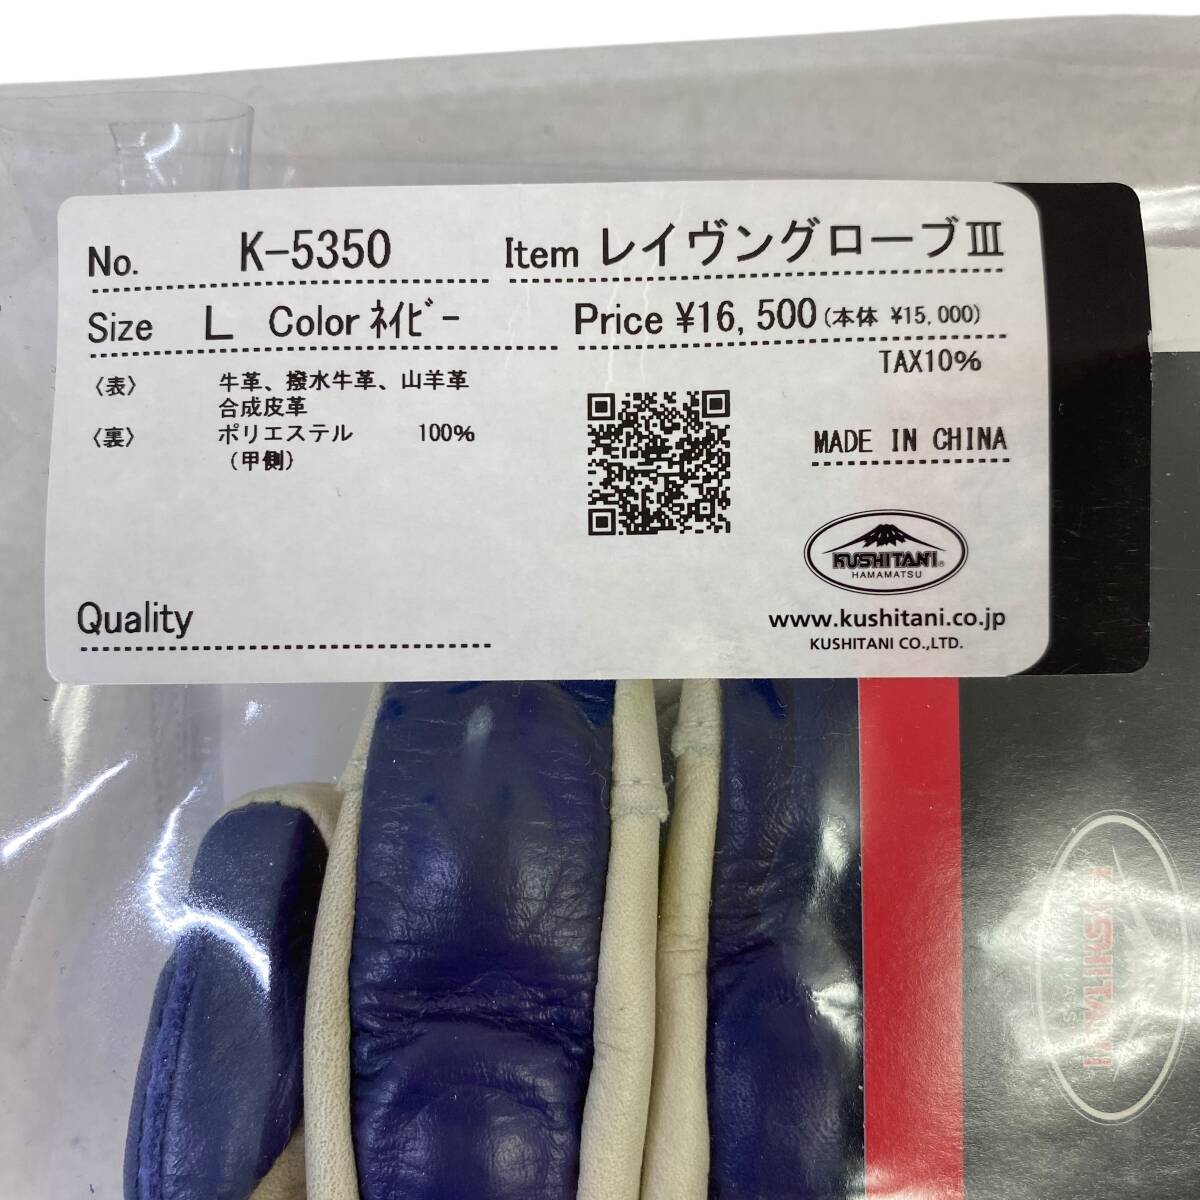 No. K-5350 Item レイヴングローブⅢ
Size L Color ﾈｲﾋﾞｰ Price ¥16,500(本体 ¥15,000)
TAX10%
〈表〉 牛革、撥水牛革、山羊革
合成皮革
〈裏〉 ポリエステル 100%
(甲側)
MADE IN CHINA
KUSHITANI®
HAMAMATSU
Quality
www.kushitani.co.jp
KUSHITANI CO.,LTD.
KUSHITANI